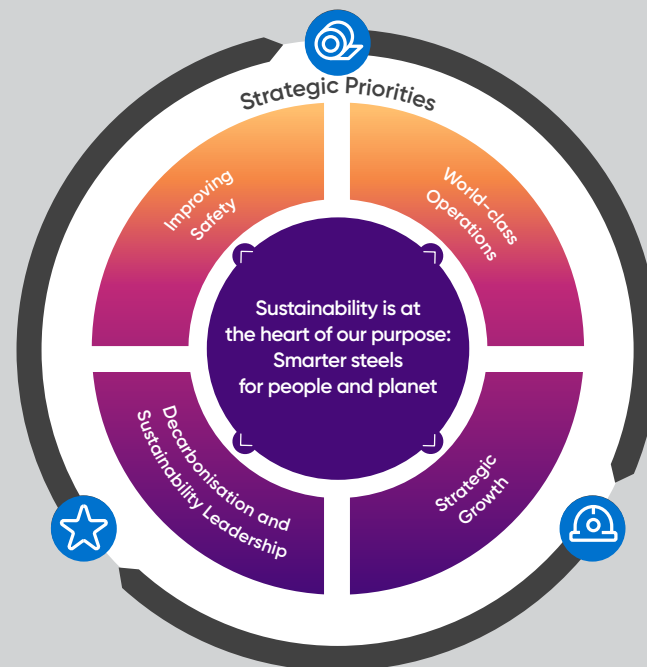 Strategic Priorities
Improving
Safety
World-class
Operations
Sustainability is at
the heart of our purpose:
Smarter steels
for people and planet
Decarbonisation and
Sustainability Leadership
Strategic
Growth